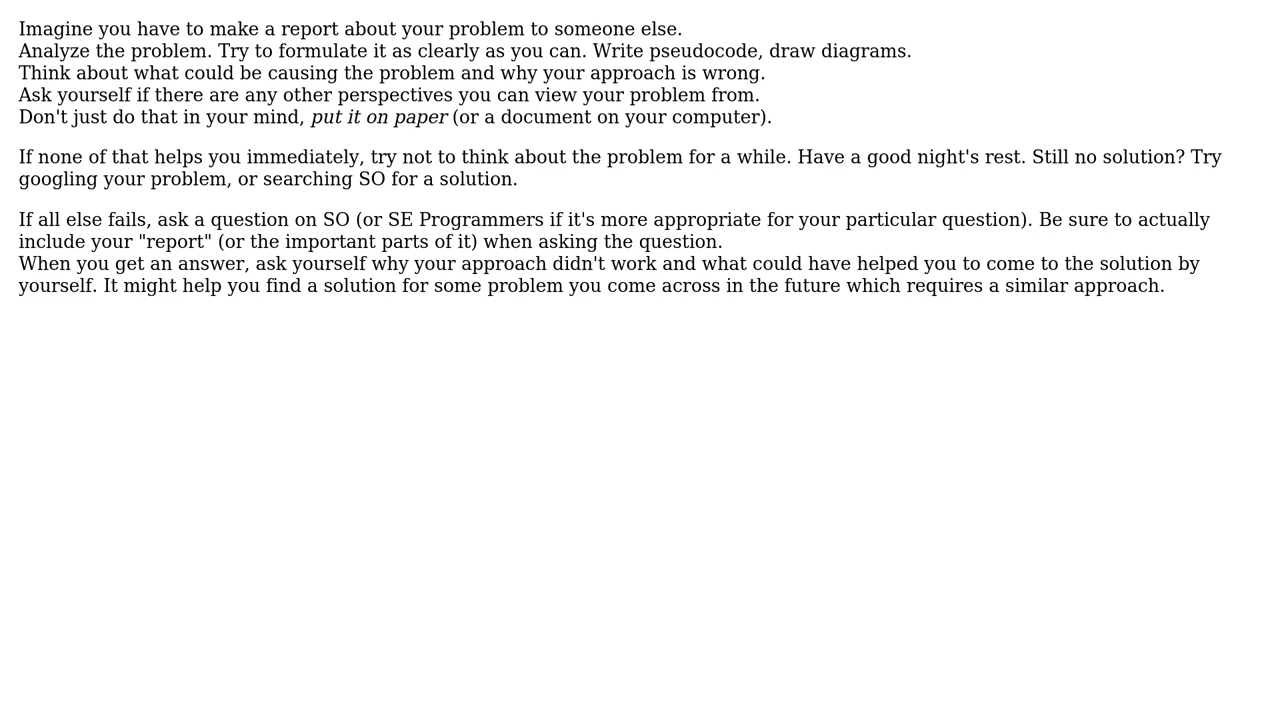 Imagine you have to make a report about your problem to someone else.
Analyze the problem. Try to formulate it as clearly as you can. Write pseudocode, draw diagrams.
Think about what could be causing the problem and why your approach is wrong.
Ask yourself if there are any other perspectives you can view your problem from.
Don't just do that in your mind, put it on paper (or a document on your computer).
If none of that helps you immediately, try not to think about the problem for a while. Have a good night's rest. Still no solution? Try
googling your problem, or searching SO for a solution.
If all else fails, ask a question on SO (or SE Programmers if it's more appropriate for your particular question). Be sure to actually
include your "report" (or the important parts of it) when asking the question.
When you get an answer, ask yourself why your approach didn't work and what could have helped you to come to the solution by
yourself. It might help you find a solution for some problem you come across in the future which requires a similar approach.